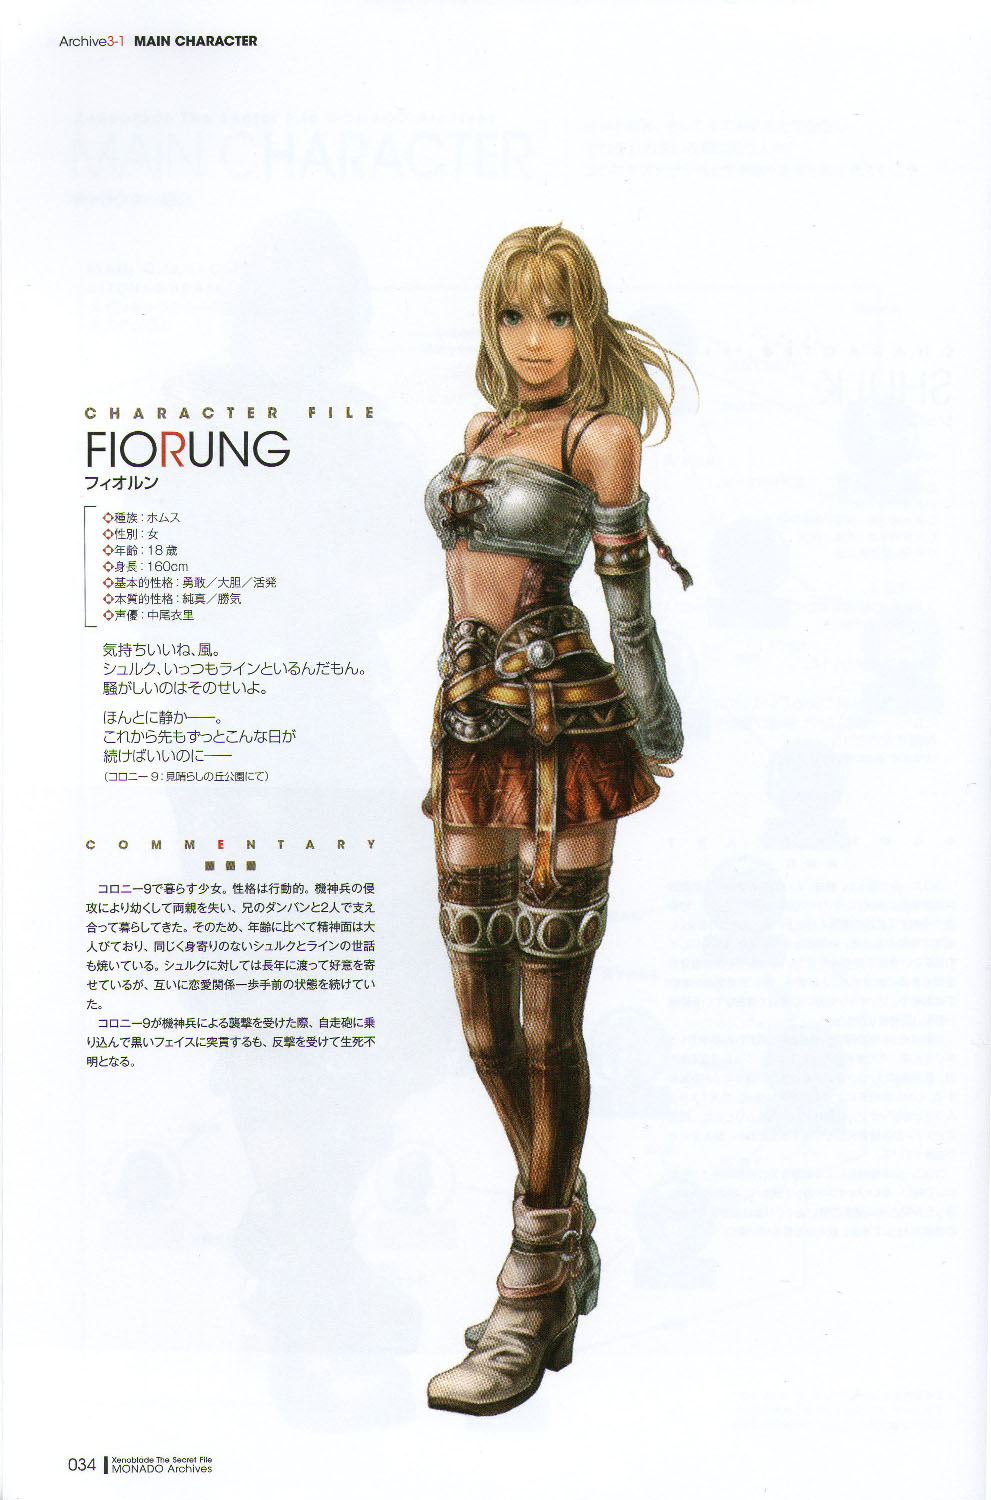 Archive3-1 MAIN CHARACTER
CHARACTER FILE
FIORUNG
フィオルン
◇種族：ホムス
◇性別：女
◇年齢：18歳
◇身長：160cm
◇基本的性格：勇敢／大胆／活発
◇本質的性格：純真／勝気
◇声優：中尾衣里
気持ちいいね、風。
シュルク、いっつもラインといるんだもん。
騒がしいのはそのせいよ。
ほんとに静か――。
これから先もずっとこんな日が
続けばいいのに――
（コロニー9：見晴らしの丘公園にて）
COMMENTARY
コロニー9で暮らす少女。性格は行動的。機神兵の侵
攻により幼くして両親を失い、兄のダンバンと2人で支え
合って暮らしてきた。そのため、年齢に比べて精神面は大
人びており、同じく身寄りのないシュルクとラインの世話
も焼いている。シュルクに対しては長年に渡って好意を寄
せているが、互いに恋愛関係一歩手前の状態を続けてい
た。
コロニー9が機神兵による襲撃を受けた際、自走砲に乗
り込んで黒いフェイスに突貫するも、反撃を受けて生死不
明となる。
034
Xenoblade The Secret File
MONADO Archives